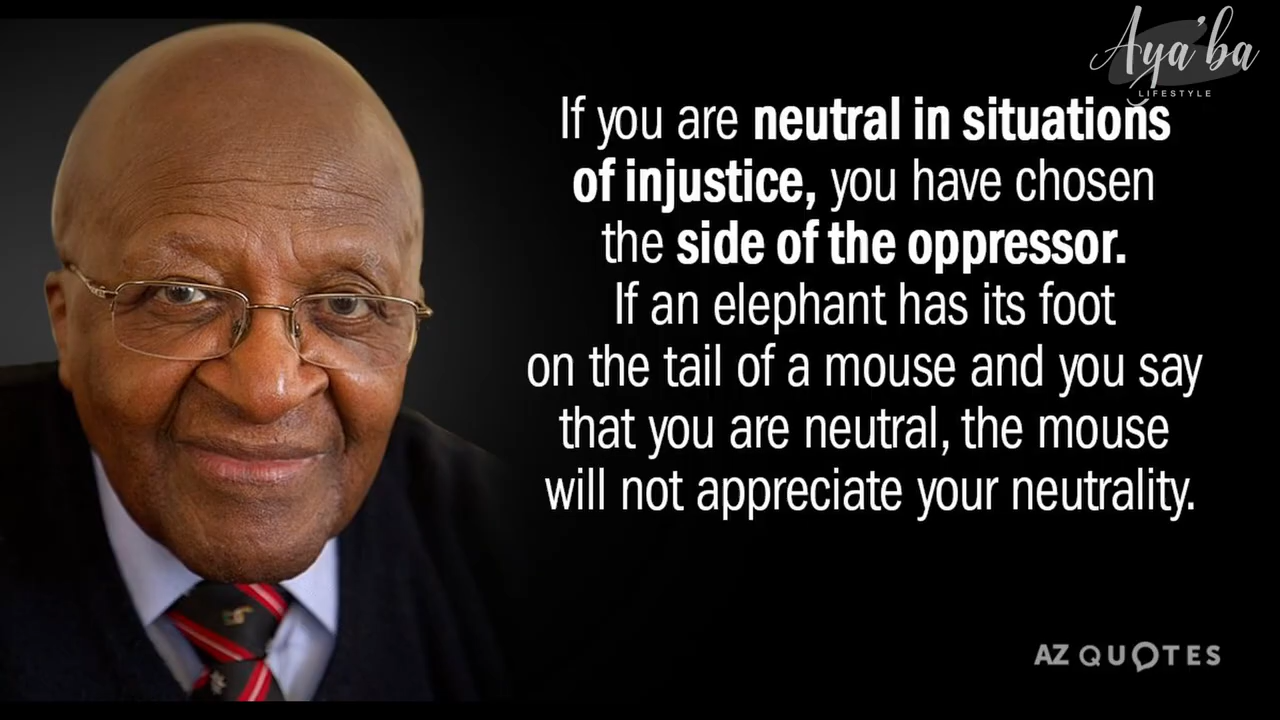 Aya'ba
LIFESTYLE
If you are neutral in situations
of injustice, you have chosen
the side of the oppressor.
If an elephant has its foot
on the tail of a mouse and you say
that you are neutral, the mouse
will not appreciate your neutrality.
AZ QUOTES